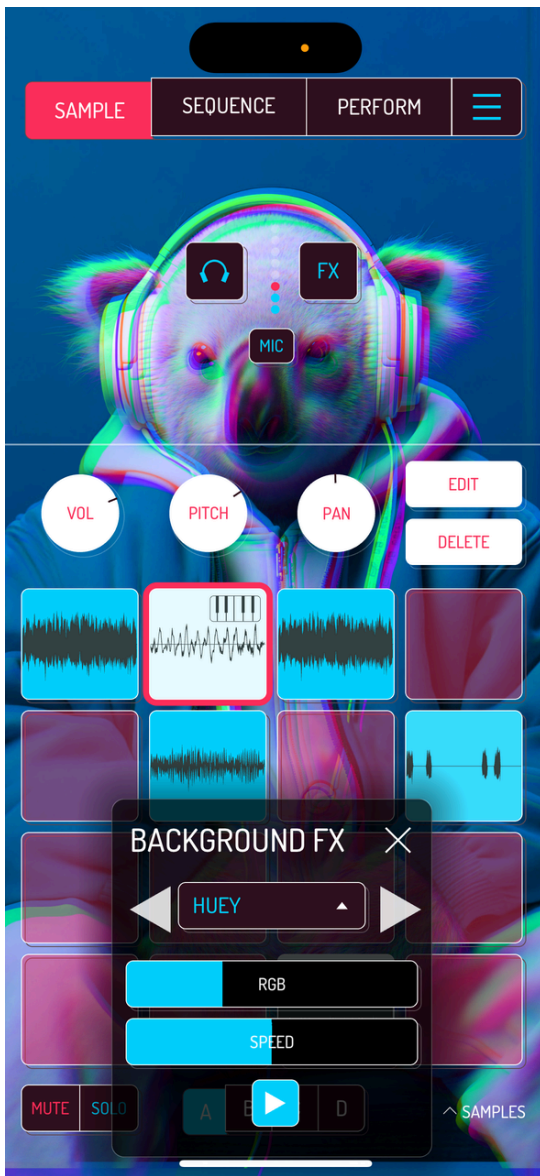 SAMPLE SEQUENCE PERFORM
FX
MIC
VOL PITCH PAN EDIT
DELETE
BACKGROUND FX
HUEY
RGB
SPEED
MUTE SOLO A B D
SAMPLES